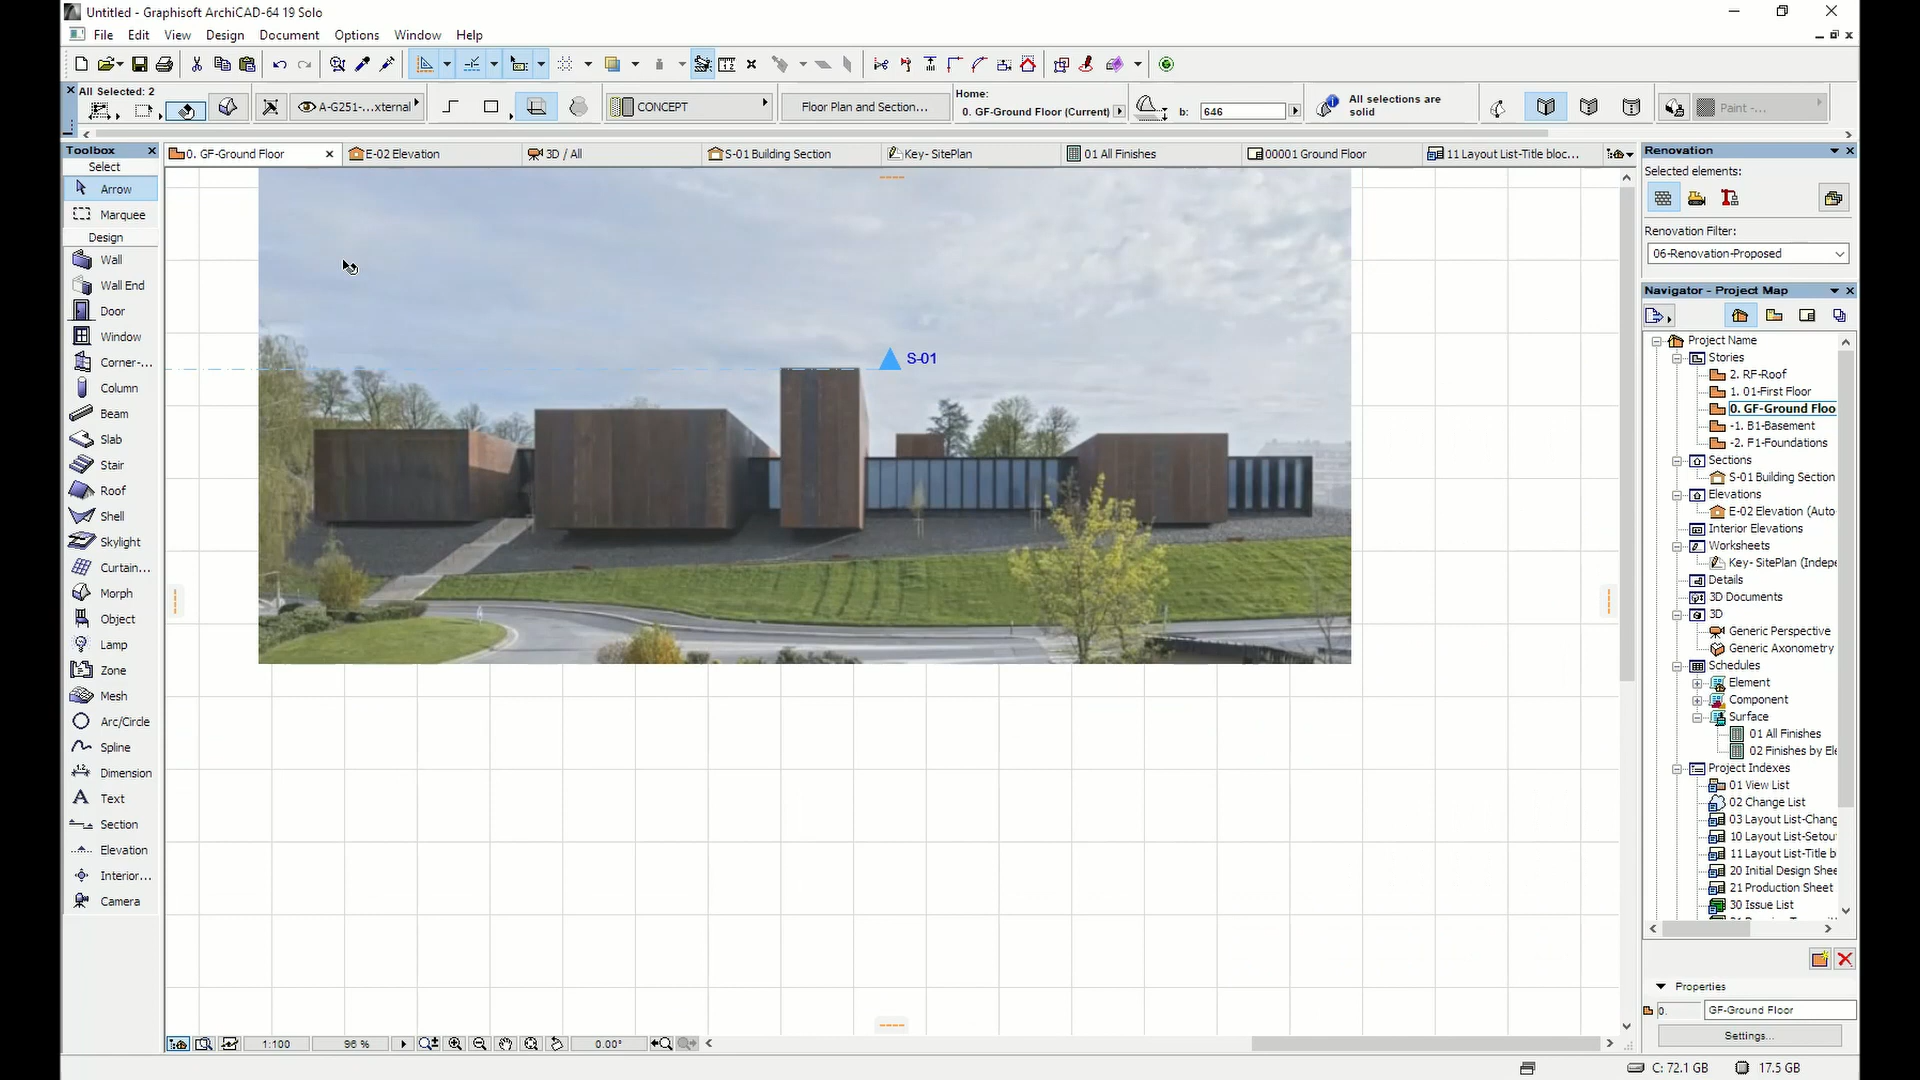 Untitled - Graphisoft ArchiCAD-64 19 Solo
File Edit View Design Document Options Window Help
All Selected: 2
A-G251-...xternal
CONCEPT
Floor Plan and Section...
Home:
0. GF-Ground Floor (Current)
b: 646
All selections are
solid
Paint -...
Toolbox
Select
Arrow
Marquee
Design
Wall
Wall End
Door
Window
Corner-...
Column
Beam
Slab
Stair
Roof
Shell
Skylight
Curtain...
Morph
Object
Lamp
Zone
Mesh
Arc/Circle
Spline
Dimension
Text
Section
Elevation
Interior...
Camera
0. GF-Ground Floor
E-02 Elevation
3D / All
S-01 Building Section
Key- SitePlan
01 All Finishes
00001 Ground Floor
11 Layout List-Title bloc...
S-01
Renovation
Selected elements:
Renovation Filter:
06-Renovation-Proposed
Navigator - Project Map
Project Name
Stories
2. RF-Roof
1. 01-First Floor
0. GF-Ground Floo
-1. B1-Basement
-2. F1-Foundations
Sections
S-01 Building Section
Elevations
E-02 Elevation (Auto
Interior Elevations
Worksheets
Key- SitePlan (Indepe
Details
3D Documents
3D
Generic Perspective
Generic Axonometry
Schedules
Element
Component
Surface
01 All Finishes
02 Finishes by Ele
Project Indexes
01 View List
02 Change List
03 Layout List-Chang
10 Layout List-Setou
11 Layout List-Title b
20 Initial Design Shee
21 Production Sheet
30 Issue List
Properties
0. GF-Ground Floor
Settings...
1:100
96 %
0.00°
C: 72.1 GB
17.5 GB